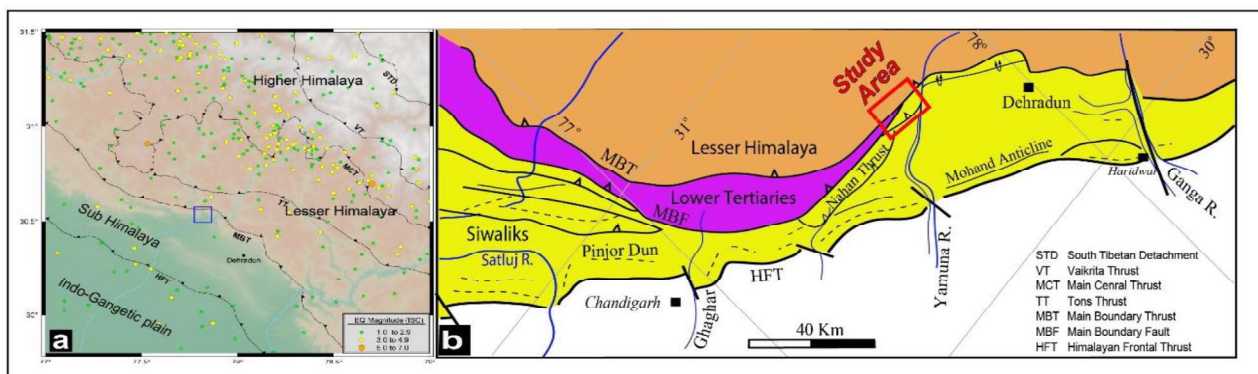 31.5°
31°
30.5°
30°
77°
78°
Higher Himalaya
STD
VT
MCT
TT
Lesser Himalaya
Sub Himalaya
MBT
Dehradun
HFT
Indo-Gangetic plain
EQ Magnitude (ISC)
1.0 to 2.9
3.0 to 4.9
5.0 to 7.0
a
Study
Area
77°
31°
78°
30°
MBT
Lesser Himalaya
Dehradun
Lower Tertiaries
Nahan Thrust
Mohand Anticline
Haridwar
MBF
Siwaliks
Satluj R.
Pinjor Dun
HFT
Yamuna R.
Ganga R.
Chandigarh
Ghaghar
40 Km
b
STD South Tibetan Detachment
VT Vaikrita Thrust
MCT Main Cenral Thrust
TT Tons Thrust
MBT Main Boundary Thrust
MBF Main Boundary Fault
HFT Himalayan Frontal Thrust